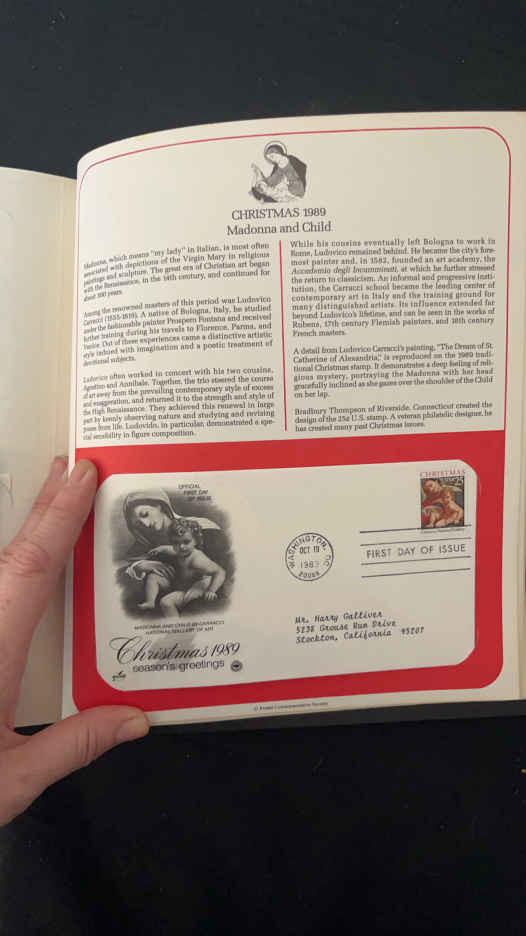 CHRISTMAS 1989
Madonna and Child
Madonna, which means "my lady" in Italian, is most often
associated with depictions of the Virgin Mary in religious
paintings and sculpture. The great era of Christian art began
with the Renaissance, in the 14th century, and continued for
about 300 years.
Among the renowned masters of this period was Ludovico
Carracci (1555-1619). A native of Bologna, Italy, he studied
under the fashionable painter Prospero Fontana and received
further training during his travels to Florence, Parma, and
Venice. Out of these experiences came a distinctive artistic
style imbued with imagination and a poetic treatment of
devotional subjects.
Ludovico often worked in concert with his two cousins,
Agostino and Annibale. Together, the trio steered the course
of art away from the prevailing contemporary style of excess
and exaggeration, and returned it to the strength and style of
the High Renaissance. They achieved this renewal in large
part by keenly observing nature and studying and revising
poses from life. Ludovido, in particular, demonstrated a spe-
cial sensibility in figure composition.
While his cousins eventually left Bologna to work in
Rome, Ludovico remained behind. He became the city's fore-
most painter and, in 1582, founded an art academy, the
Accademio degli Incamminati, at which he further stressed
the return to classicism. An informal and progressive insti-
tution, the Carracci school became the leading center of
contemporary art in Italy and the training ground for
many distinguished artists. Its influence extended far
beyond Ludovico's lifetime, and can be seen in the works of
Rubens, 17th century Flemish painters, and 18th century
French masters.
A detail from Ludovico Carracci's painting, "The Dream of St.
Catherine of Alexandria," is reproduced on the 1989 tradi-
tional Christmas stamp. It demonstrates a deep feeling of reli-
gious mystery, portraying the Madonna with her head
gracefully inclined as she gazes over the shoulder of the Child
on her lap.
Bradbury Thompson of Riverside, Connecticut created the
design of the 25¢ U.S. stamp. A veteran philatelic designer, he
has created many past Christmas issues.
OFFICIAL
FIRST DAY
OF ISSUE
CHRISTMAS
25
WASHINGTON, DC
OCT 19
1989
20066
FIRST DAY OF ISSUE
Mr. Harry Galliver
5238 Grouse Run Drive
Stockton, California 95207
MADONNA AND CHILD BY CARRACCI
NATIONAL GALLERY OF ART
Christmas 1989
season's greetings
© Postal Commemorative Society